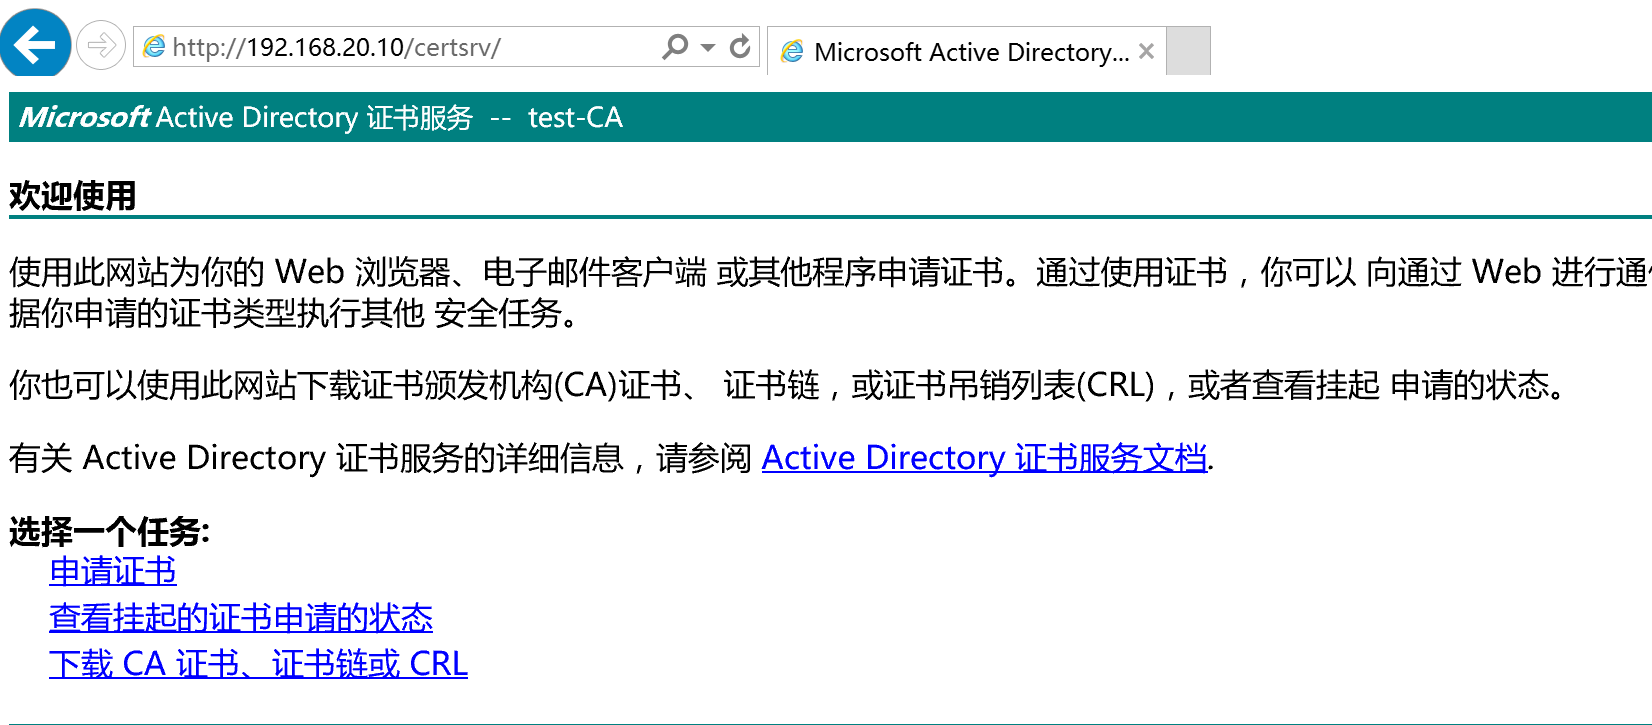 http://192.168.20.10/certsrv/
Microsoft Active Directory...
Microsoft Active Directory 证书服务 -- test-CA
欢迎使用
使用此网站为你的 Web 浏览器、电子邮件客户端 或其他程序申请证书。通过使用证书，你可以 向通过 Web 进行通
据你申请的证书类型执行其他 安全任务。
你也可以使用此网站下载证书颁发机构(CA)证书、 证书链，或证书吊销列表(CRL)，或者查看挂起 申请的状态。
有关 Active Directory 证书服务的详细信息，请参阅 Active Directory 证书服务文档.
选择一个任务:
申请证书
查看挂起的证书申请的状态
下载 CA 证书、证书链或 CRL